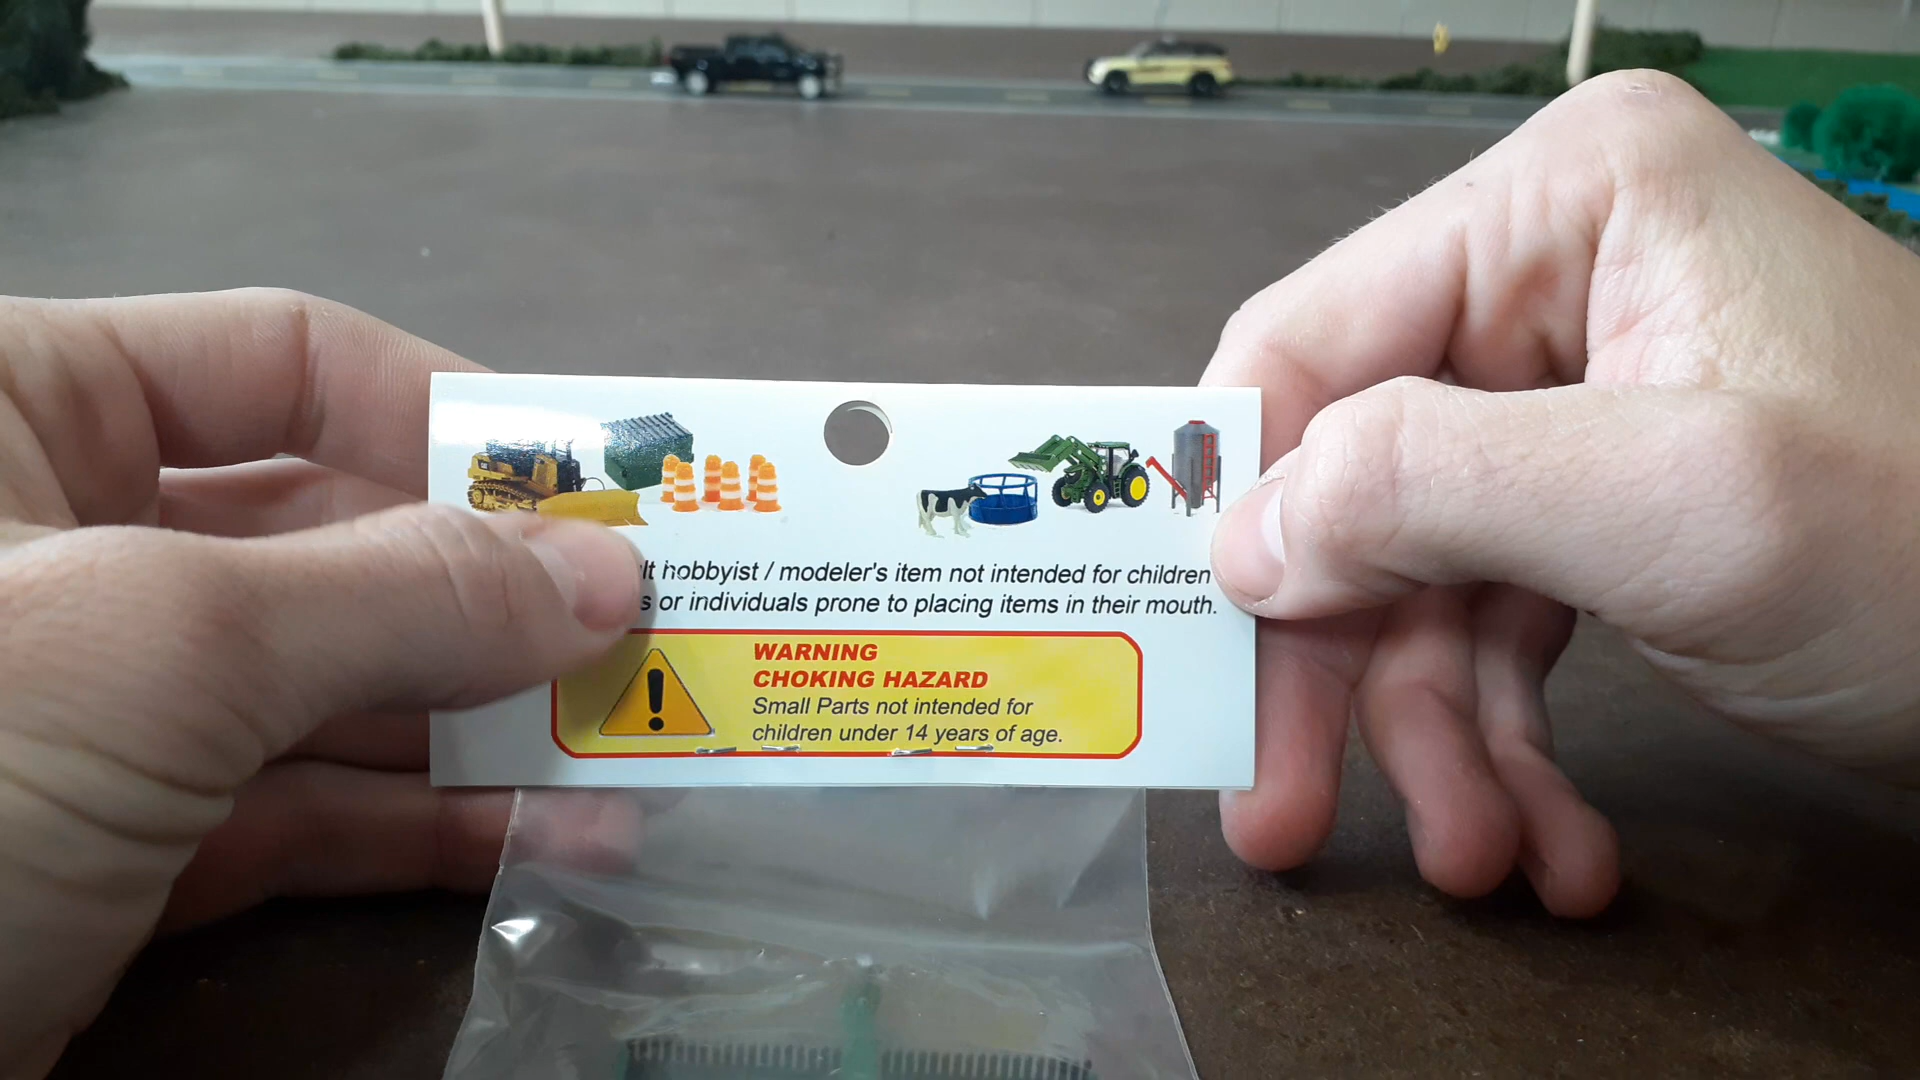 hobbyist / modeler's item not intended for children
or individuals prone to placing items in their mouth.
WARNING
CHOKING HAZARD
Small Parts not intended for
children under 14 years of age.